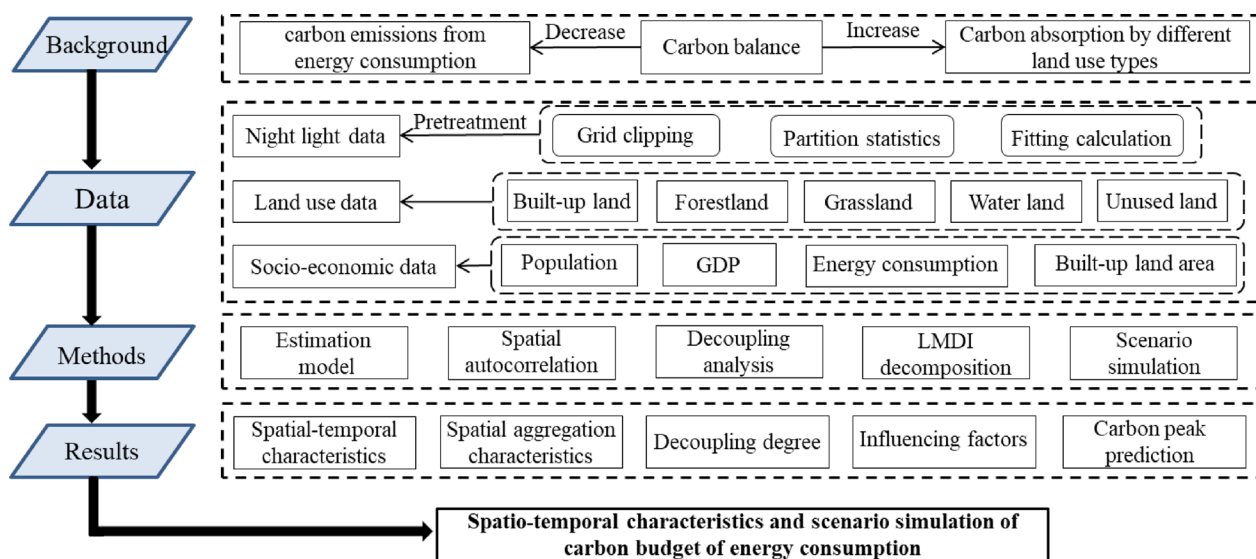 Background
carbon emissions from
energy consumption
Decrease
Carbon balance
Increase
Carbon absorption by different
land use types
Data
Night light data
Pretreatment
Grid clipping
Partition statistics
Fitting calculation
Land use data
Built-up land
Forestland
Grassland
Water land
Unused land
Socio-economic data
Population
GDP
Energy consumption
Built-up land area
Methods
Estimation
model
Spatial
autocorrelation
Decoupling
analysis
LMDI
decomposition
Scenario
simulation
Results
Spatial-temporal
characteristics
Spatial aggregation
characteristics
Decoupling degree
Influencing factors
Carbon peak
prediction
Spatio-temporal characteristics and scenario simulation of
carbon budget of energy consumption